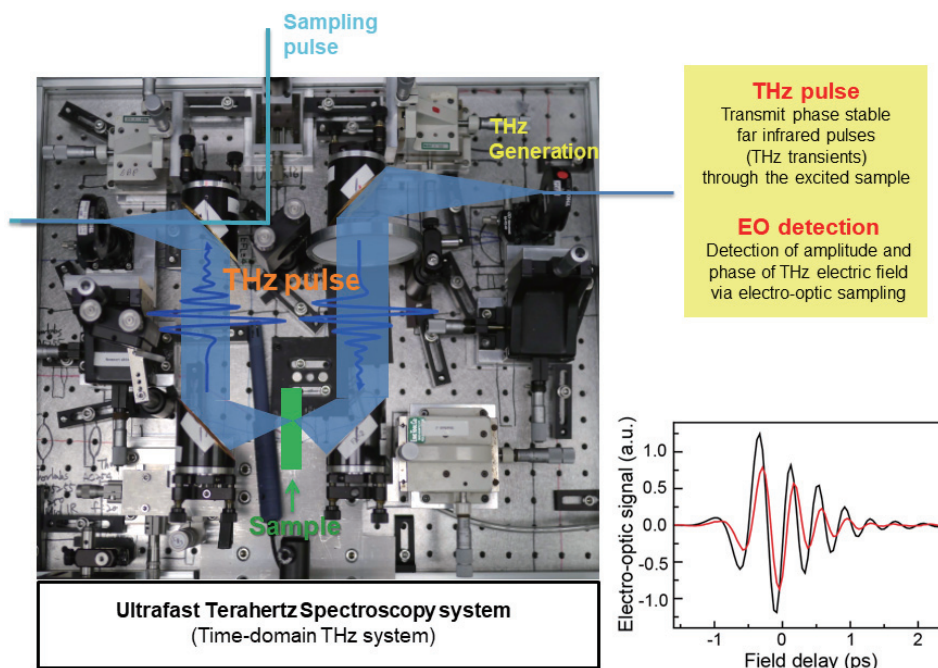 Sampling
pulse
THz
Generation
THz pulse
Sample
Ultrafast Terahertz Spectroscopy system
(Time-domain THz system)
THz pulse
Transmit phase stable
far infrared pulses
(THz transients)
through the excited sample
EO detection
Detection of amplitude and
phase of THz electric field
via electro-optic sampling
Electro-optic signal (a.u.)
1.0
0.5
0.0
-0.5
-1.0
-1 0 1 2
Field delay (ps)